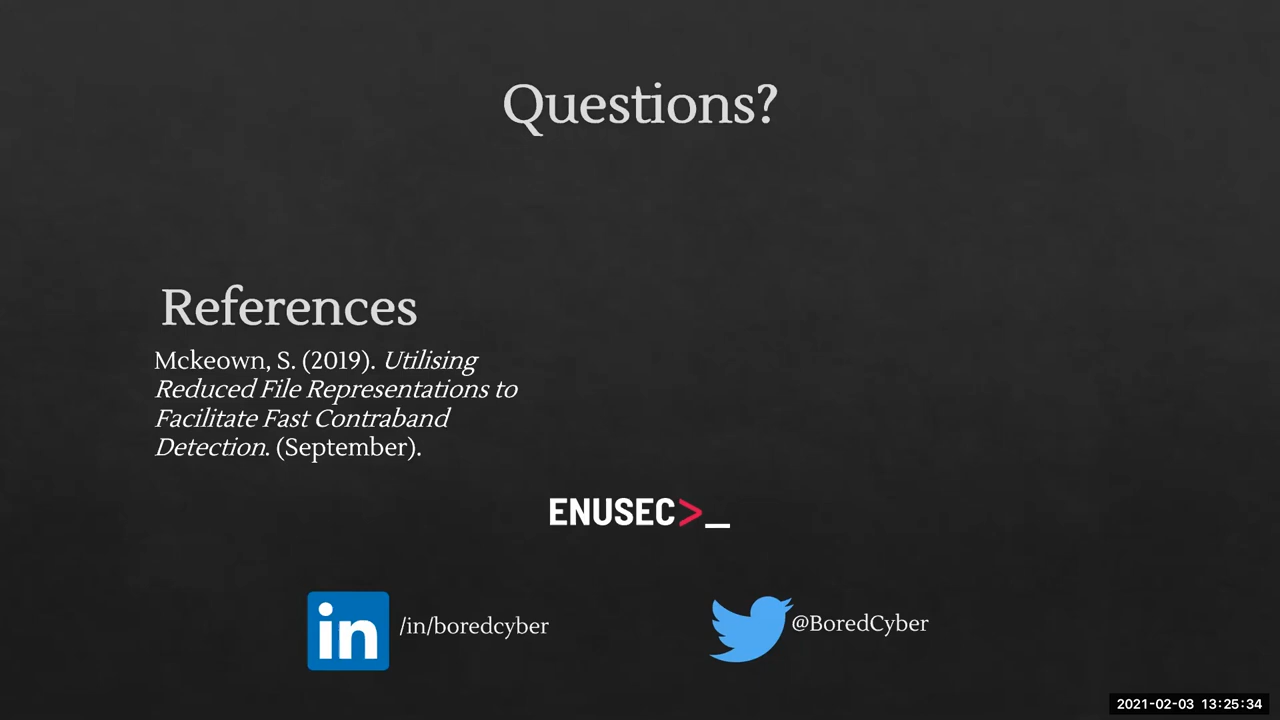 Questions?
References
Mckeown, S. (2019). Utilising
Reduced File Representations to
Facilitate Fast Contraband
Detection. (September).
ENUSEC>_
in /in/boredcyber
@BoredCyber
2021-02-03 13:25:34